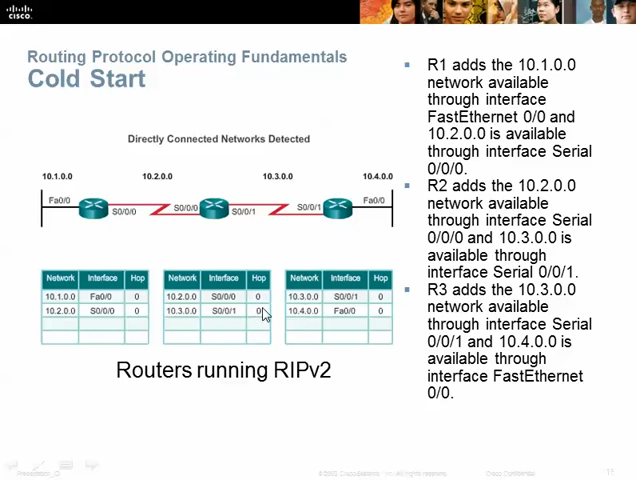 CISCO.
Routing Protocol Operating Fundamentals
Cold Start
Directly Connected Networks Detected
10.1.0.0 10.2.0.0 10.3.0.0 10.4.0.0
Fa0/0 S0/0/0 S0/0/0 S0/0/1 S0/0/1 Fa0/0
Network Interface Hop
10.1.0.0 Fa0/0 0
10.2.0.0 S0/0/0 0
Network Interface Hop
10.2.0.0 S0/0/0 0
10.3.0.0 S0/0/1 0
Network Interface Hop
10.3.0.0 S0/0/1 0
10.4.0.0 Fa0/0 0
Routers running RIPv2
R1 adds the 10.1.0.0
network available
through interface
FastEthernet 0/0 and
10.2.0.0 is available
through interface Serial
0/0/0.
R2 adds the 10.2.0.0
network available
through interface Serial
0/0/0 and 10.3.0.0 is
available through
interface Serial 0/0/1.
R3 adds the 10.3.0.0
network available
through interface Serial
0/0/1 and 10.4.0.0 is
available through
interface FastEthernet
0/0.
Presentation_ID
All rights reserved.
Cisco Confidential